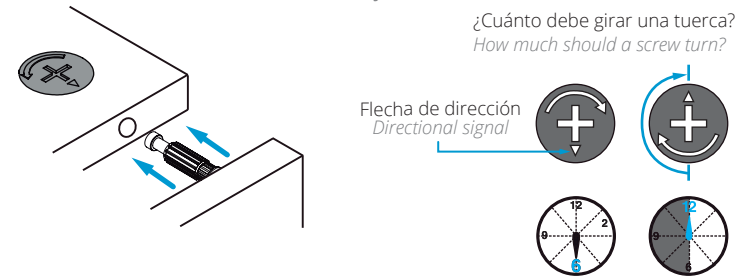 ¿Cuánto debe girar una tuerca?
How much should a screw turn?
Flecha de dirección
Directional signal
12
2
9
6
12
9
6